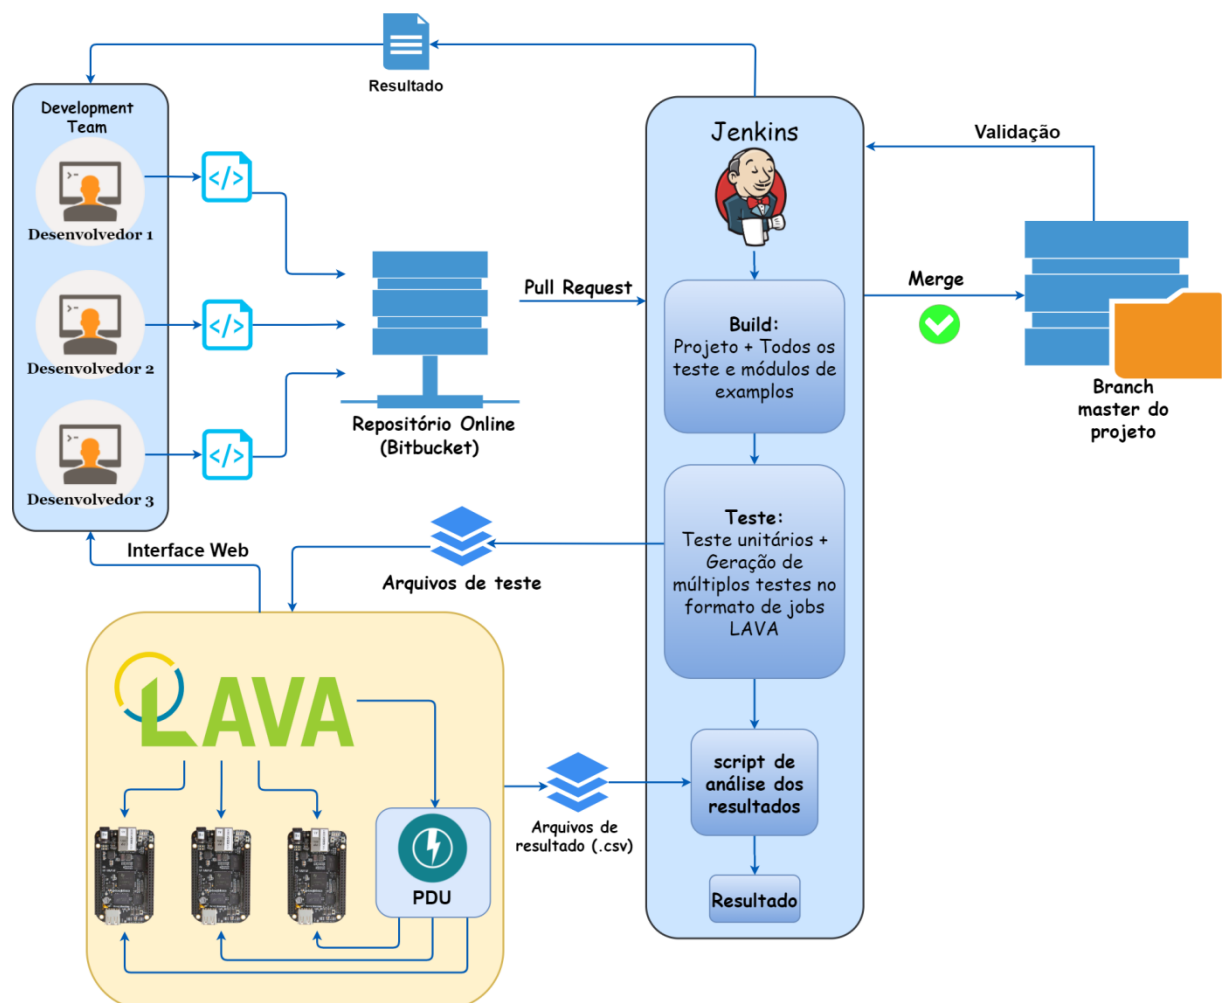 Resultado
Development
Team
Desenvolvedor 1
</>
Desenvolvedor 2
</>
Desenvolvedor 3
</>
Repositório Online
(Bitbucket)
Pull Request
Jenkins
Build:
Projeto + Todos os
teste e módulos de
examplos
Teste:
Teste unitários +
Geração de
múltiplos testes no
formato de jobs
LAVA
script de
análise dos
resultados
Resultado
Validação
Merge
Branch
master do
projeto
Interface Web
Arquivos de teste
LAVA
PDU
Arquivos de
resultado (.csv)